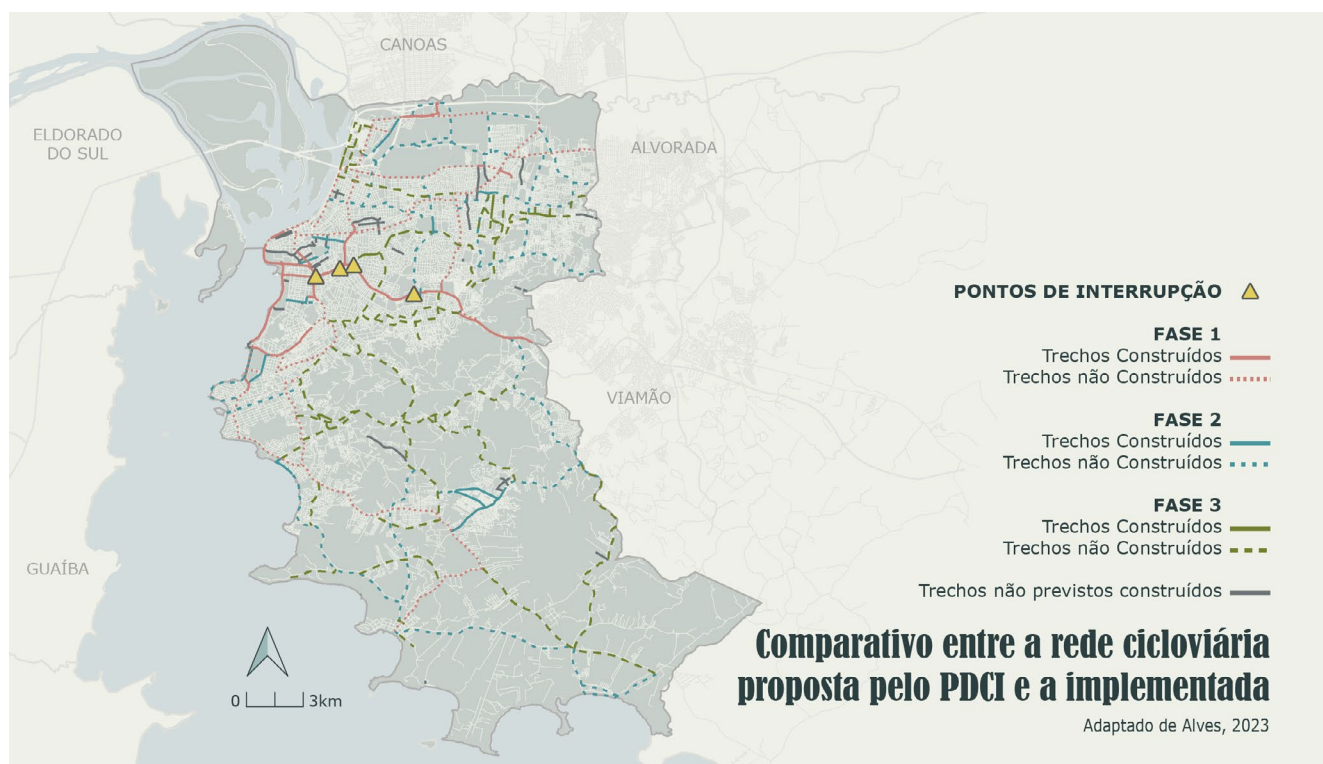 CANOAS
ELDORADO
DO SUL
ALVORADA
PONTOS DE INTERRUPÇÃO
FASE 1
Trechos Construídos
Trechos não Construídos
VIAMÃO
FASE 2
Trechos Construídos
Trechos não Construídos
FASE 3
Trechos Construídos
Trechos não Construídos
GUAÍBA
Trechos não previstos construídos
Comparativo entre a rede cicloviária
proposta pelo PDCI e a implementada
0 3km
Adaptado de Alves, 2023